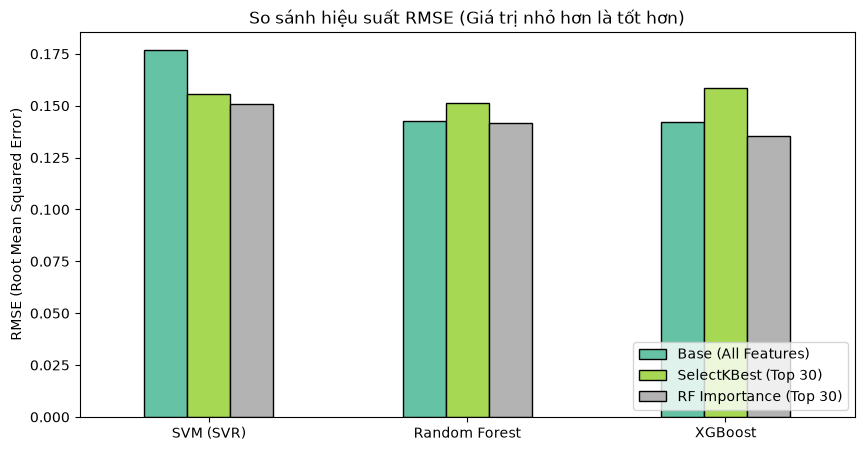 So sánh hiệu suất RMSE (Giá trị nhỏ hơn là tốt hơn)
RMSE (Root Mean Squared Error)
0.175
0.150
0.125
0.100
0.075
0.050
0.025
0.000
SVM (SVR)
Random Forest
XGBoost
Base (All Features)
SelectKBest (Top 30)
RF Importance (Top 30)